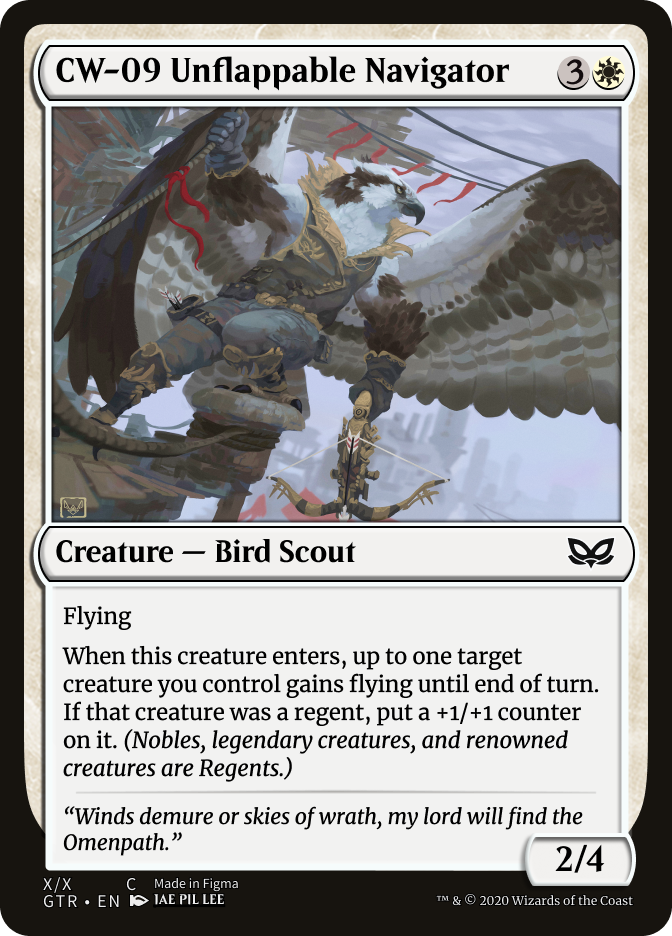 CW-09 Unflappable Navigator 3
Creature — Bird Scout
Flying
When this creature enters, up to one target
creature you control gains flying until end of turn.
If that creature was a regent, put a +1/+1 counter
on it. (Nobles, legendary creatures, and renowned
creatures are Regents.)
“Winds demure or skies of wrath, my lord will find the
Omenpath.”
2/4
X/X C Made in Figma
GTR • EN JAE PIL LEE
™ & © 2020 Wizards of the Coast